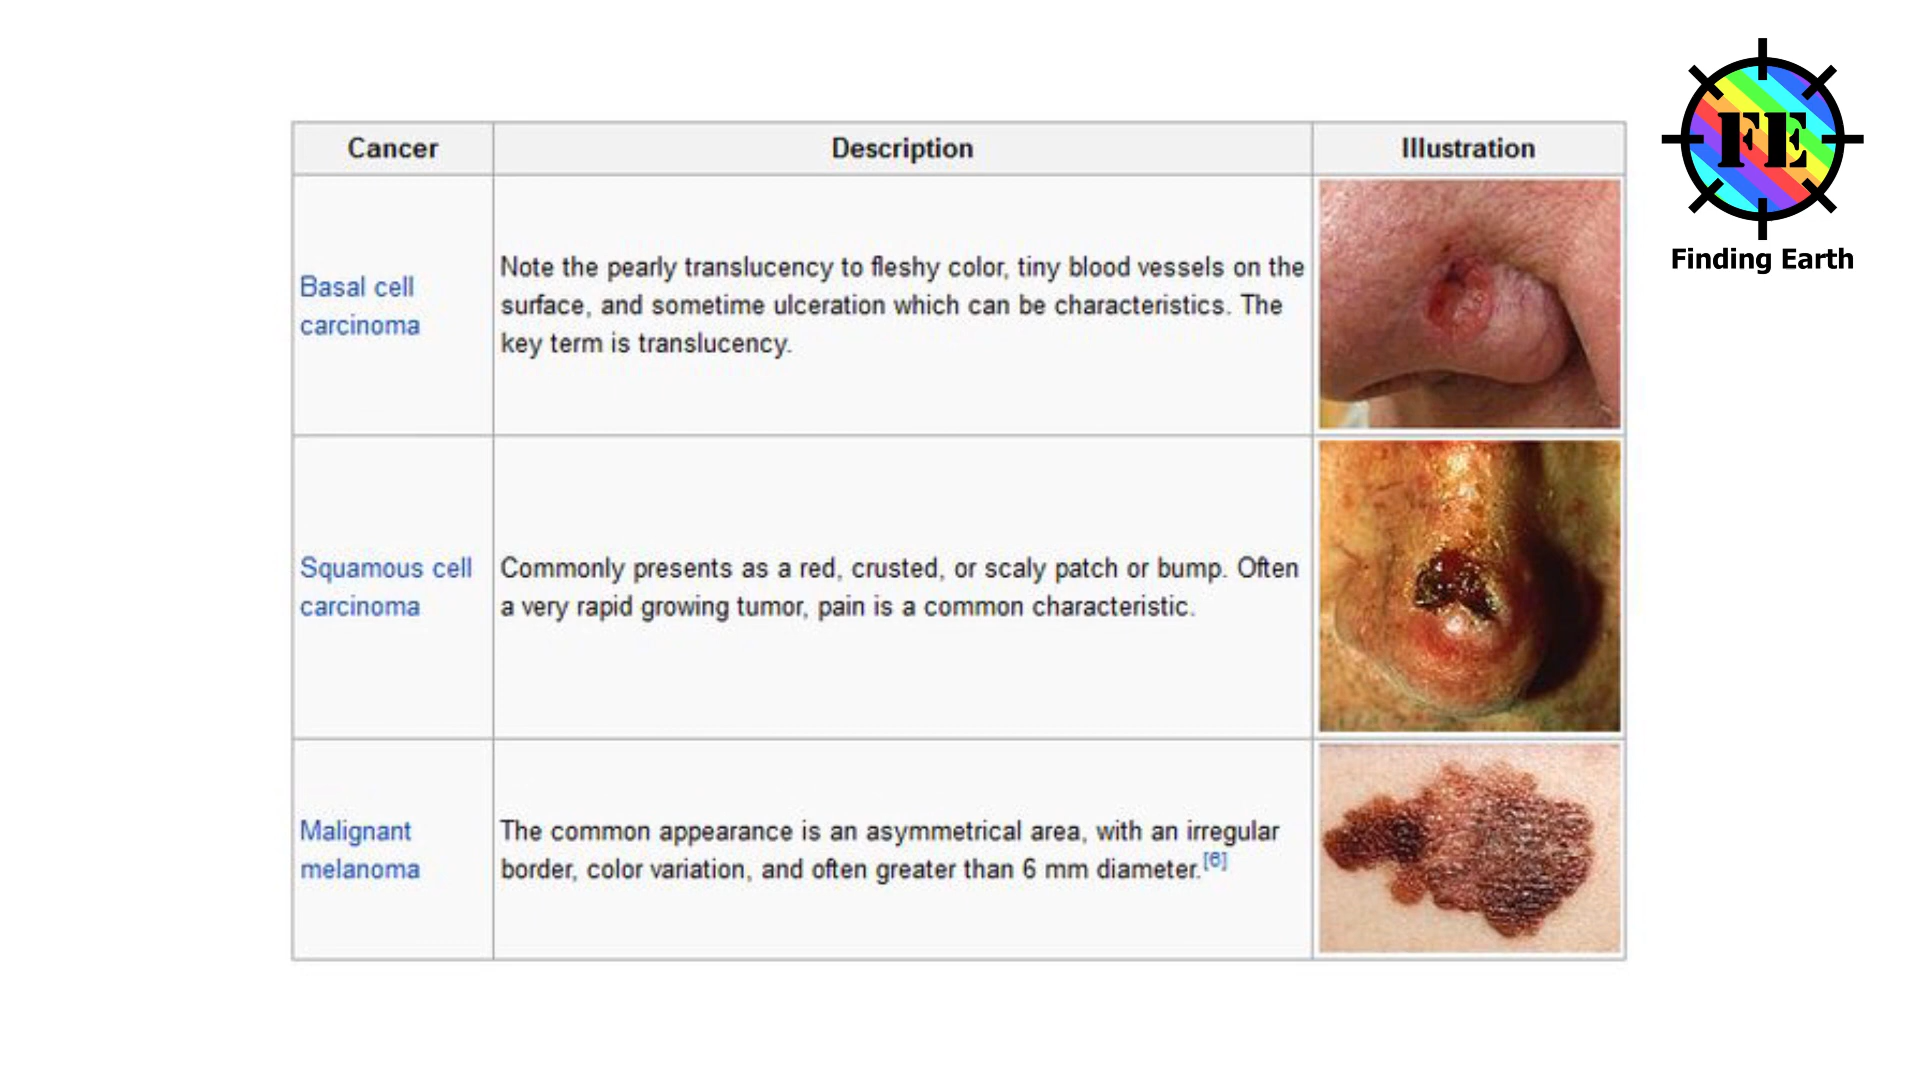 Cancer Description Illustration
Basal cell
carcinoma
Note the pearly translucency to fleshy color, tiny blood vessels on the
surface, and sometime ulceration which can be characteristics. The
key term is translucency.
Squamous cell
carcinoma
Commonly presents as a red, crusted, or scaly patch or bump. Often
a very rapid growing tumor, pain is a common characteristic.
Malignant
melanoma
The common appearance is an asymmetrical area, with an irregular
border, color variation, and often greater than 6 mm diameter.[6]
FE
Finding Earth